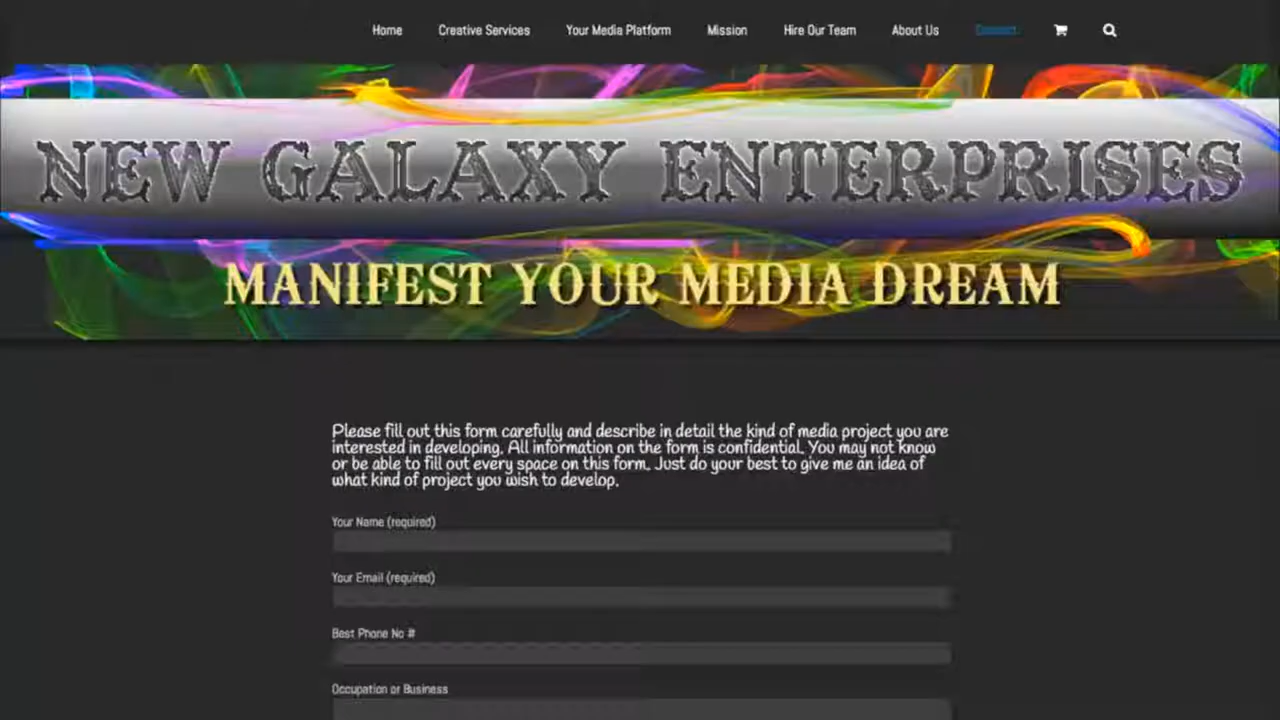 Home Creative Services Your Media Platform Mission Hire Our Team About Us Contact
NEW GALAXY ENTERPRISES
MANIFEST YOUR MEDIA DREAM
Please fill out this form carefully and describe in detail the kind of media project you are
interested in developing. All information on the form is confidential. You may not know
or be able to fill out every space on this form. Just do your best to give me an idea of
what kind of project you wish to develop.
Your Name (required)
Your Email (required)
Best Phone No #
Occupation or Business